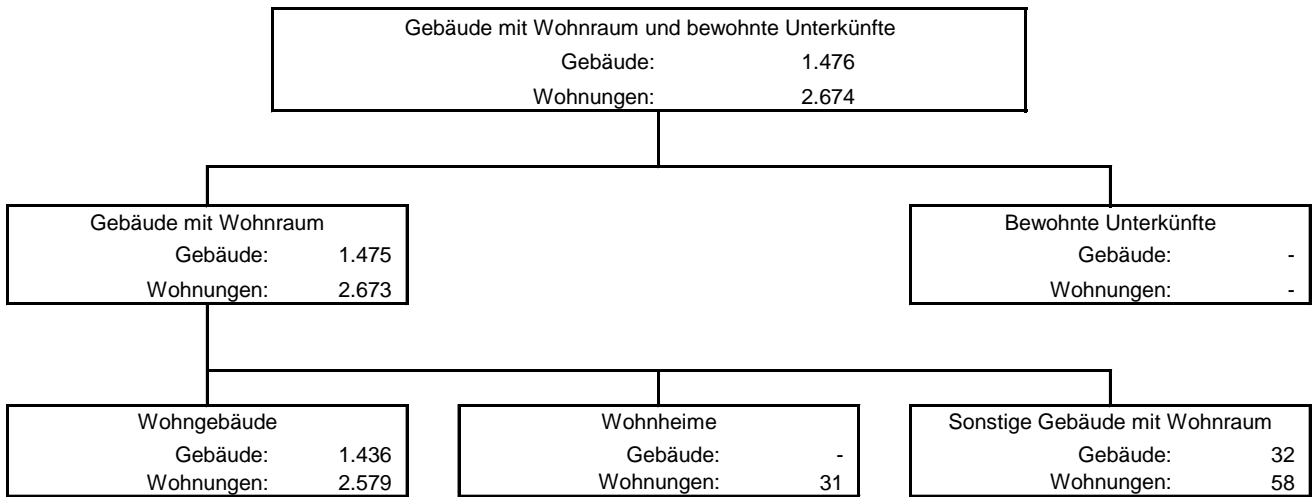 Gebäude mit Wohnraum und bewohnte Unterkünfte
Gebäude: 1.476
Wohnungen: 2.674
Gebäude mit Wohnraum
Gebäude: 1.475
Wohnungen: 2.673
Bewohnte Unterkünfte
Gebäude: -
Wohnungen: -
Wohngebäude
Gebäude: 1.436
Wohnungen: 2.579
Wohnheime
Gebäude: -
Wohnungen: 31
Sonstige Gebäude mit Wohnraum
Gebäude: 32
Wohnungen: 58